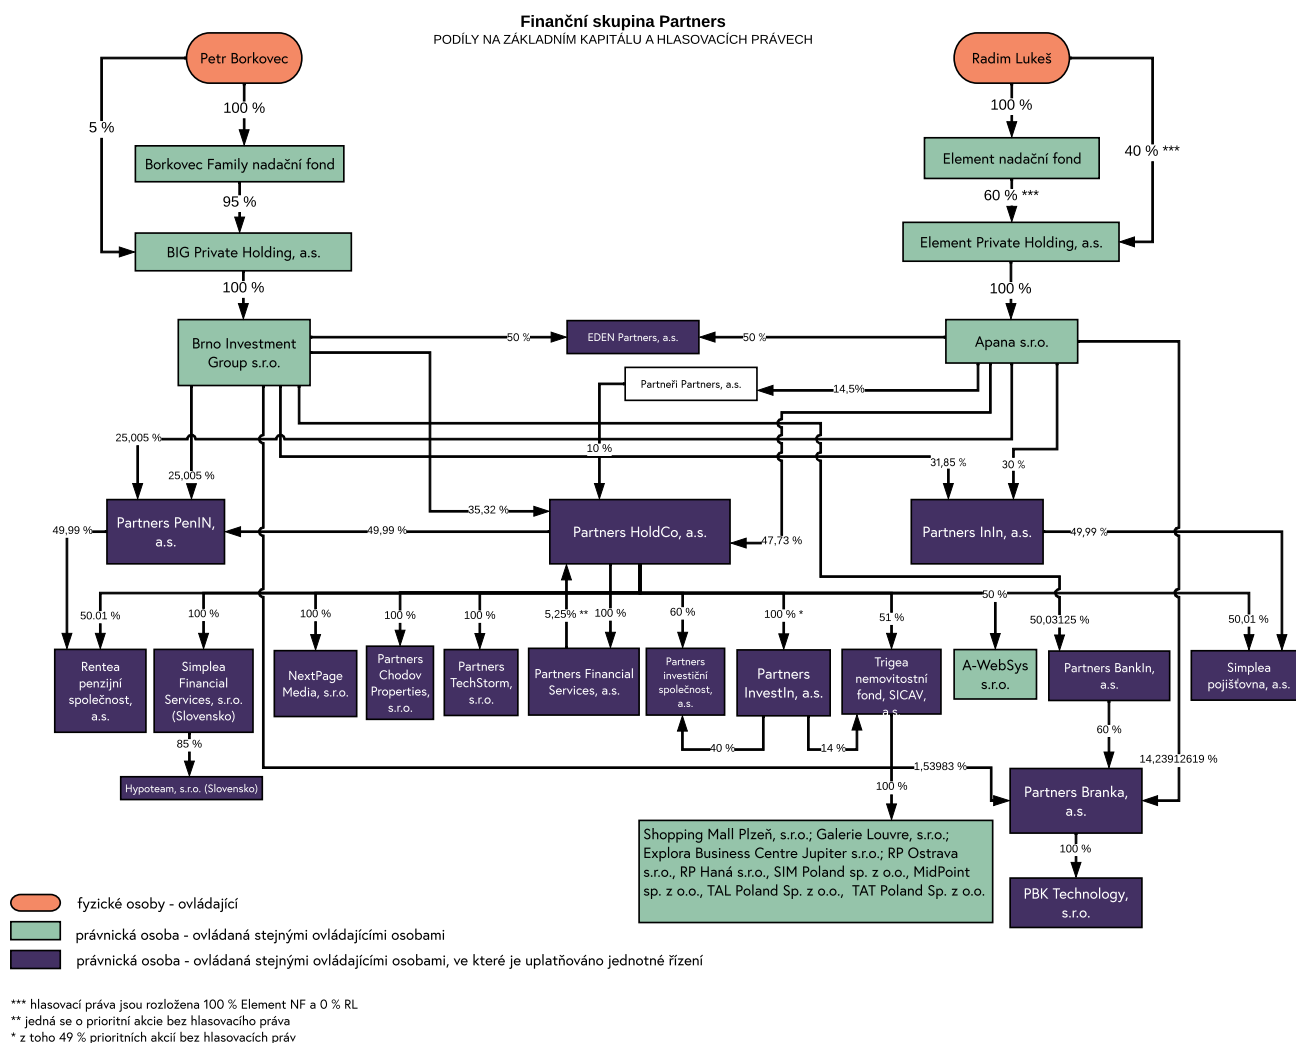 Finanční skupina Partners
PODÍLY NA ZÁKLADNÍM KAPITÁLU A HLASOVACÍCH PRÁVECH
Petr Borkovec
Radim Lukeš
100 %
100 %
5 %
40 % ***
Borkovec Family nadační fond
Element nadační fond
95 %
60 % ***
BIG Private Holding, a.s.
Element Private Holding, a.s.
100 %
100 %
Brno Investment
Group s.r.o.
50 %
EDEN Partners, a.s.
50 %
Apana s.r.o.
Partneři Partners, a.s.
14,5%
25,005 %
10 %
25,005 %
31,85 %
30 %
Partners PenIN,
a.s.
35,32 %
Partners HoldCo, a.s.
47,73 %
Partners InIn, a.s.
49,99 %
49,99 %
49,99 %
50.01 %
100 %
100 %
100 %
100 %
5,25% **
100 %
60 %
100 % *
51 %
50 %
50,03125 %
50,01 %
Rentea
penzijní
společnost,
a.s.
Simplea
Financial
Services, s.r.o.
(Slovensko)
NextPage
Media, s.r.o.
Partners
Chodov
Properties,
s.r.o.
Partners
TechStorm,
s.r.o.
Partners Financial
Services, a.s.
Partners
investiční
společnost,
a.s.
Partners
InvestIn, a.s.
Trigea
nemovitostní
fond, SICAV,
a.s.
A-WebSys
s.r.o.
Partners BankIn,
a.s.
Simplea
pojišťovna, a.s.
85 %
40 %
14 %
60 %
Hypoteam, s.r.o. (Slovensko)
1,53983 %
14,23912619 %
100 %
Partners Branka,
a.s.
Shopping Mall Plzeň, s.r.o.; Galerie Louvre, s.r.o.;
Explora Business Centre Jupiter s.r.o.; RP Ostrava
s.r.o., RP Haná s.r.o., SIM Poland sp. z o.o., MidPoint
sp. z o.o., TAL Poland Sp. z o.o., TAT Poland Sp. z o.o.
100 %
PBK Technology,
s.r.o.
fyzické osoby - ovládající
právnická osoba - ovládaná stejnými ovládajícími osobami
právnická osoba - ovládaná stejnými ovládajícími osobami, ve které je uplatňováno jednotné řízení
*** hlasovací práva jsou rozložena 100 % Element NF a 0 % RL
** jedná se o prioritní akcie bez hlasovacího práva
* z toho 49 % prioritních akcií bez hlasovacích práv